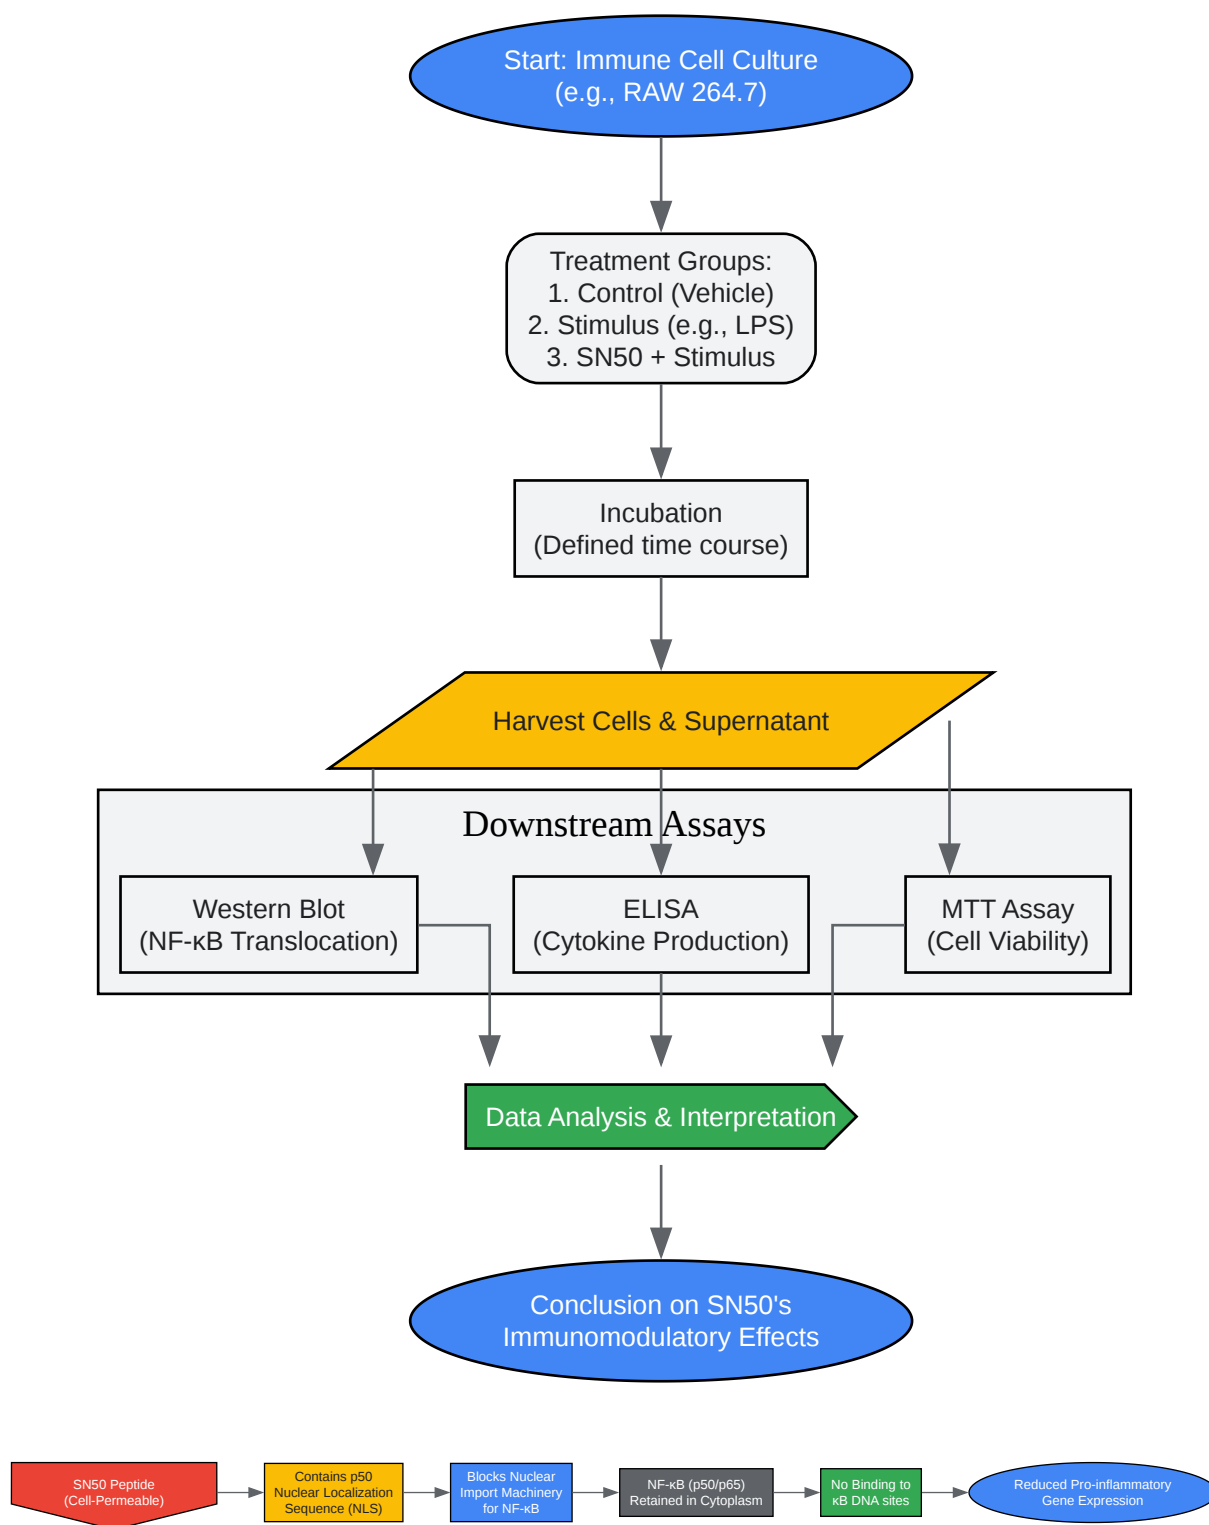 Start: Immune Cell Culture
(e.g., RAW 264.7)
Treatment Groups:
1. Control (Vehicle)
2. Stimulus (e.g., LPS)
3. SN50 + Stimulus
Incubation
(Defined time course)
Harvest Cells & Supernatant
Downstream Assays
Western Blot
(NF-κB Translocation)
ELISA
(Cytokine Production)
MTT Assay
(Cell Viability)
Data Analysis & Interpretation
Conclusion on SN50's
Immunomodulatory Effects
SN50 Peptide
(Cell-Permeable)
Contains p50
Nuclear Localization
Sequence (NLS)
Blocks Nuclear
Import Machinery
for NF-κB
NF-κB (p50/p65)
Retained in Cytoplasm
No Binding to
κB DNA sites
Reduced Pro-inflammatory
Gene Expression